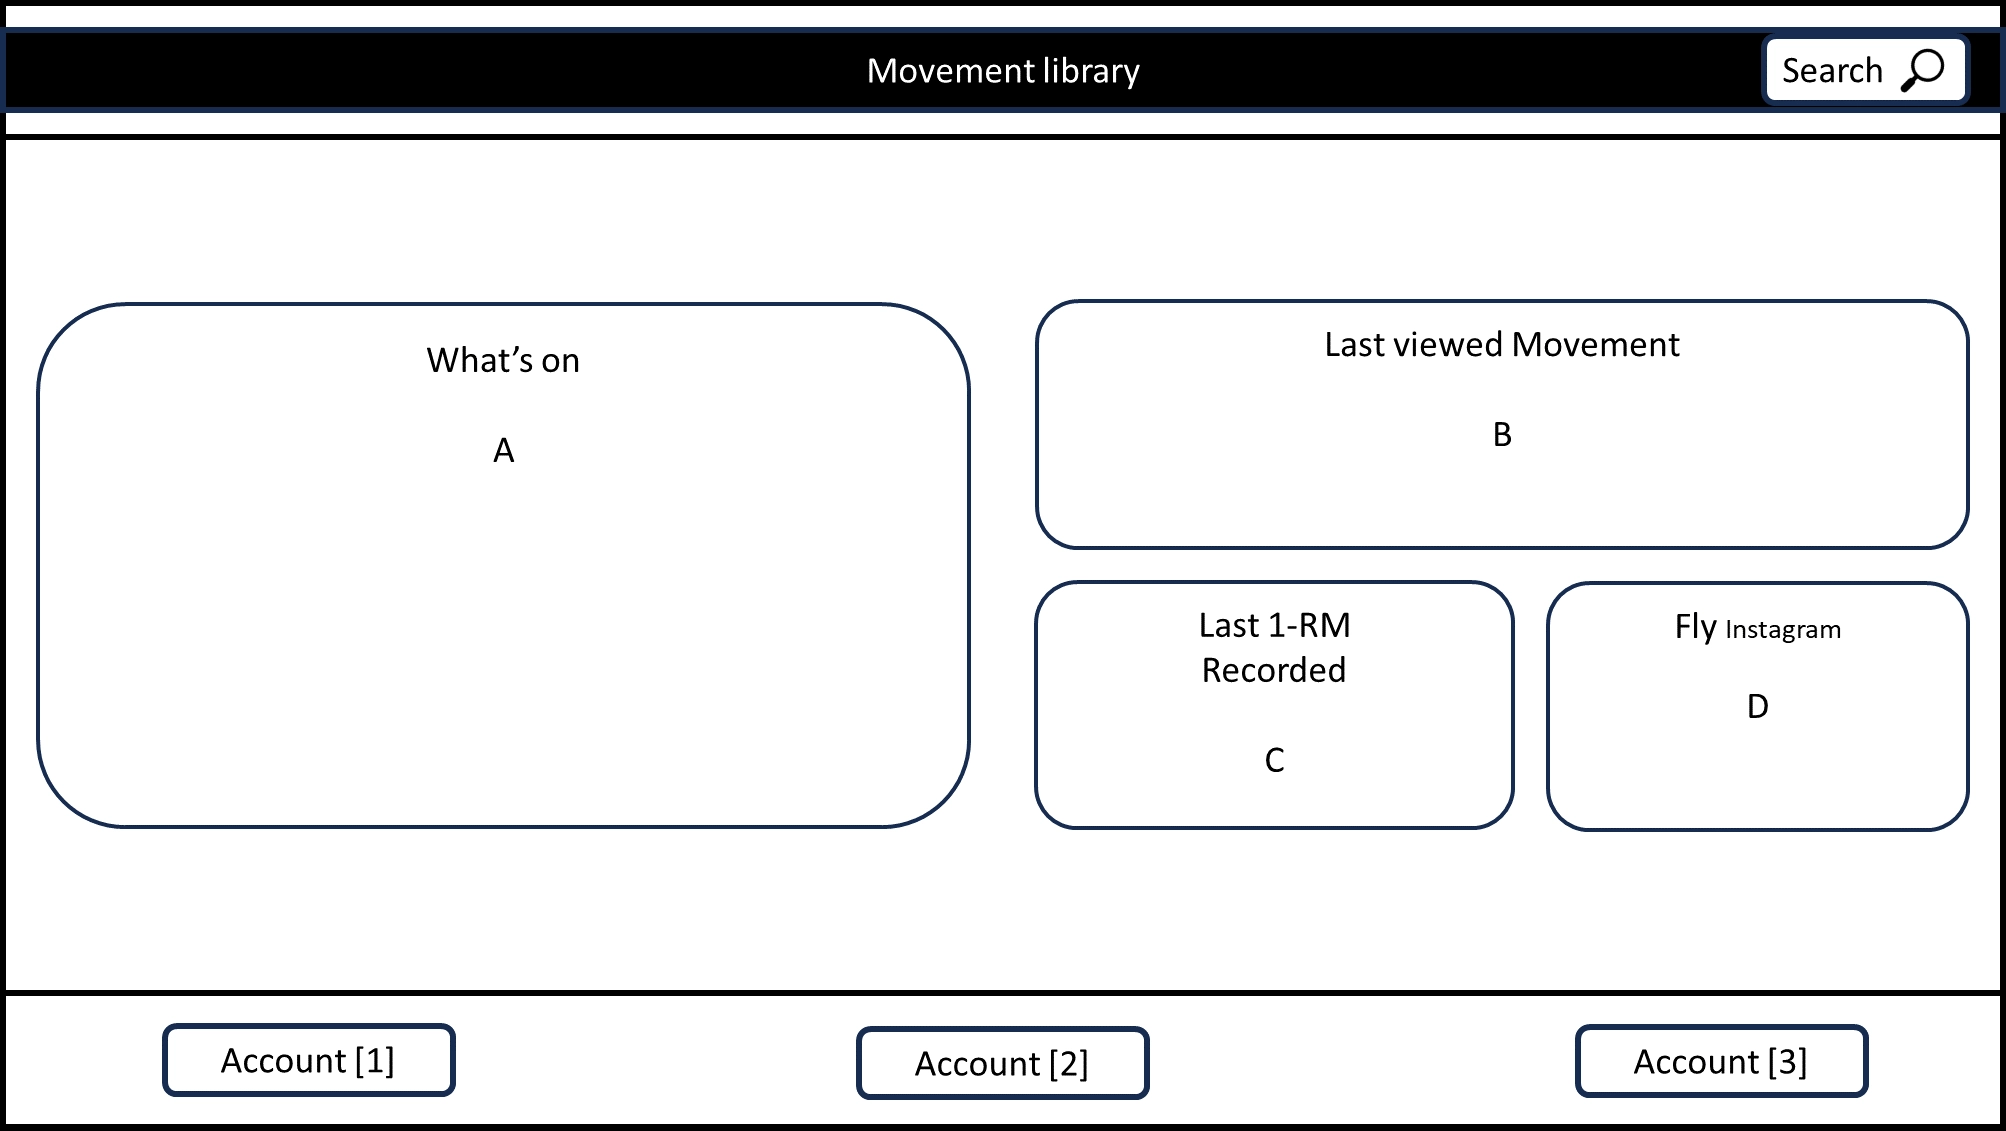 Movement library
Search
What’s on
A
Last viewed Movement
B
Last 1-RM
Recorded
C
Fly Instagram
D
Account [1]
Account [2]
Account [3]